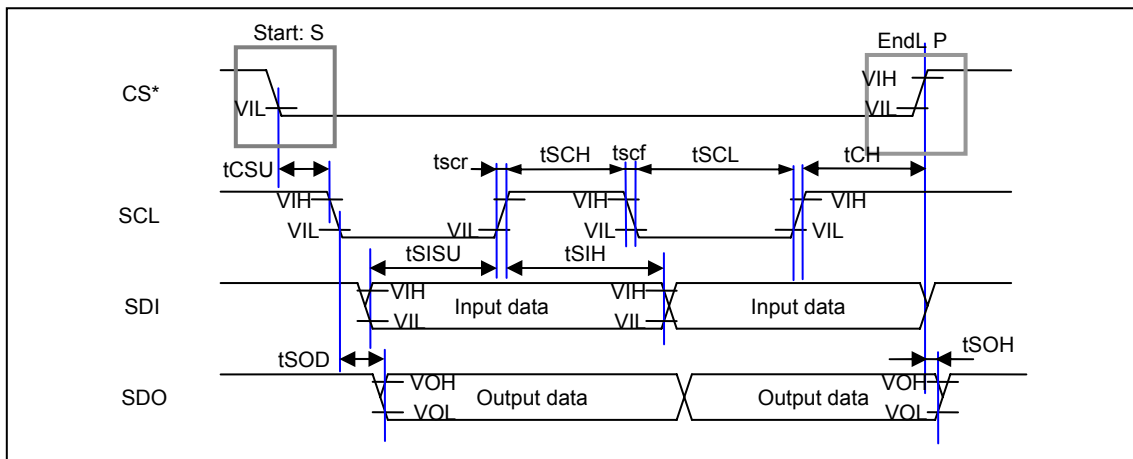 Start: S
EndL P
CS*
VIL
VIH
VIL
tCSU
tscr
tSCH
tscf
tSCL
tCH
SCL
VIH
VIL
VIL
VIH
VIL
VIH
VIL
tSISU
tSIH
SDI
VIH
VIL
Input data
VIH
VIL
Input data
tSOD
tSOH
SDO
VOH
VOL
Output data
Output data
VOH
VOL